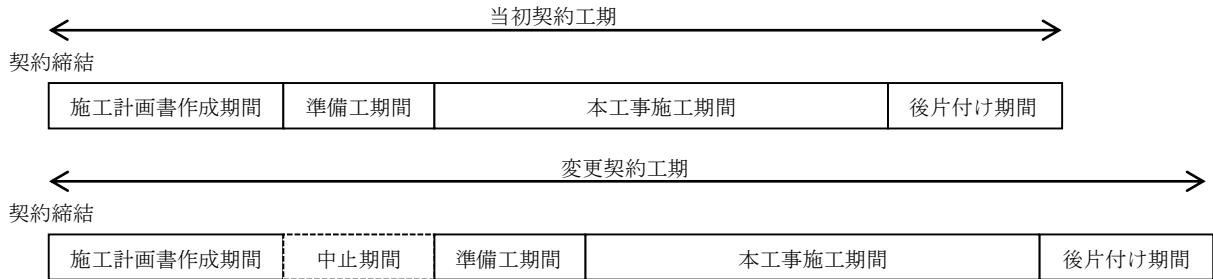 当初契約工期
契約締結
施工計画書作成期間 準備工期間 本工事施工期間 後片付け期間
変更契約工期
契約締結
施工計画書作成期間 中止期間 準備工期間 本工事施工期間 後片付け期間